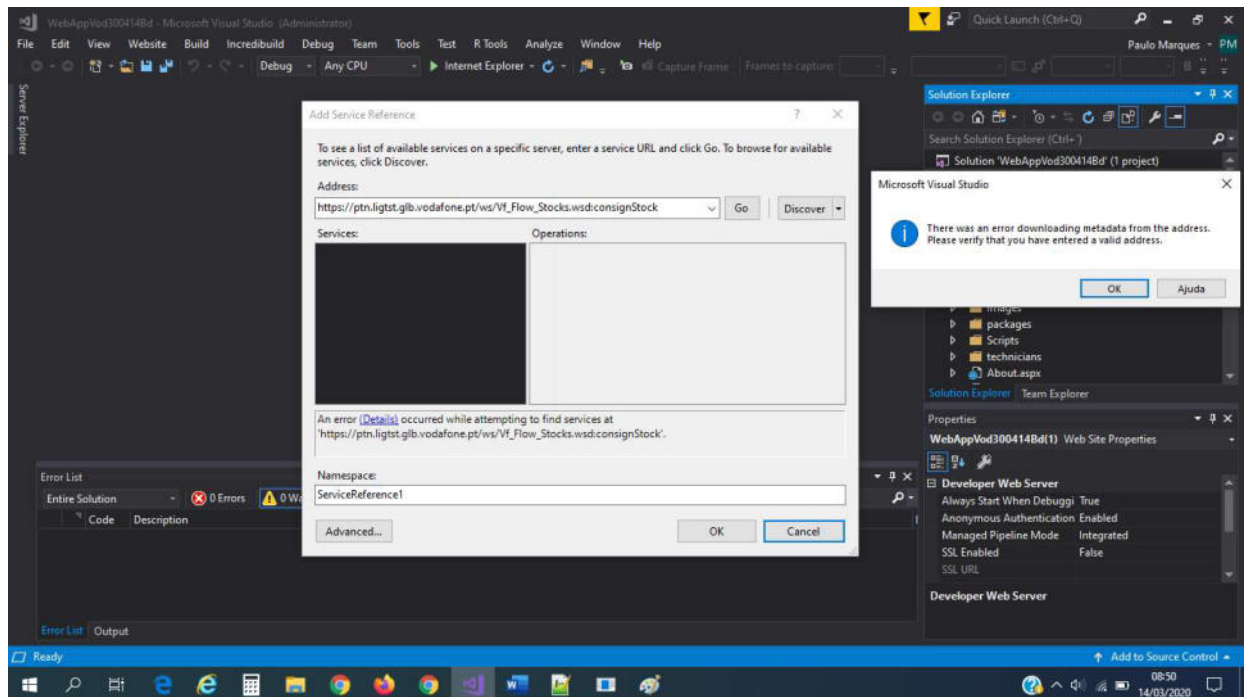 WebAppVod300414Bd - Microsoft Visual Studio (Administrator)
Quick Launch (Ctrl+Q)
File Edit View Website Build Incredibuild Debug Team Tools Test R Tools Analyze Window Help
Paulo Marques PM
Debug Any CPU Internet Explorer Capture Frame Frames to capture:
Server Explorer
Add Service Reference
To see a list of available services on a specific server, enter a service URL and click Go. To browse for available
services, click Discover.
Address:
https://ptn.ligtst.glb.vodafone.pt/ws/Vf_Flow_Stocks.wsd:consignStock Go Discover
Services: Operations:
An error (Details) occurred while attempting to find services at
'https://ptn.ligtst.glb.vodafone.pt/ws/Vf_Flow_Stocks.wsd:consignStock'.
Namespace:
ServiceReference1
Advanced... OK Cancel
Solution Explorer
Search Solution Explorer (Ctrl+´)
Solution 'WebAppVod300414Bd' (1 project)
Microsoft Visual Studio
There was an error downloading metadata from the address.
Please verify that you have entered a valid address.
OK Ajuda
images
packages
Scripts
technicians
About.aspx
Solution Explorer Team Explorer
Properties
WebAppVod300414Bd(1) Web Site Properties
Developer Web Server
Always Start When Debuggi True
Anonymous Authentication Enabled
Managed Pipeline Mode Integrated
SSL Enabled False
SSL URL
Developer Web Server
Error List
Entire Solution 0 Errors 0 Wa
Code Description
Error List Output
Ready
Add to Source Control
08:50
14/03/2020